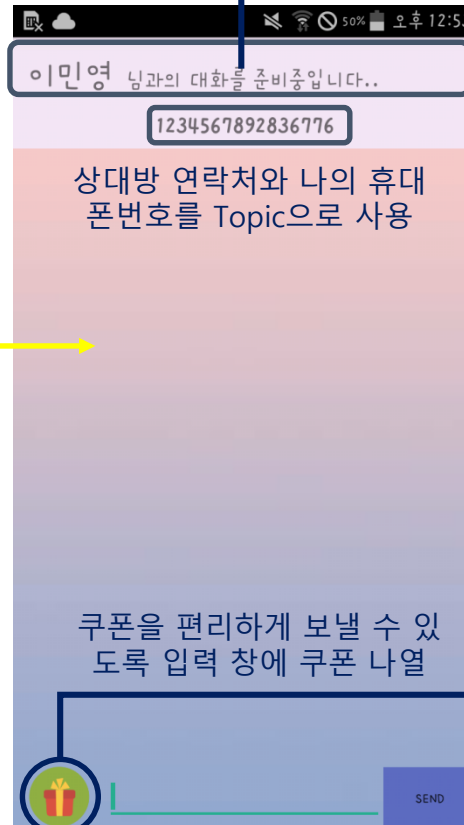 50% 오후 12:5
이민영 님과의 대화를 준비중입니다..
1234567892836776
상대방 연락처와 나의 휴대
폰번호를 Topic으로 사용
쿠폰을 편리하게 보낼 수 있
도록 입력 창에 쿠폰 나열
SEND